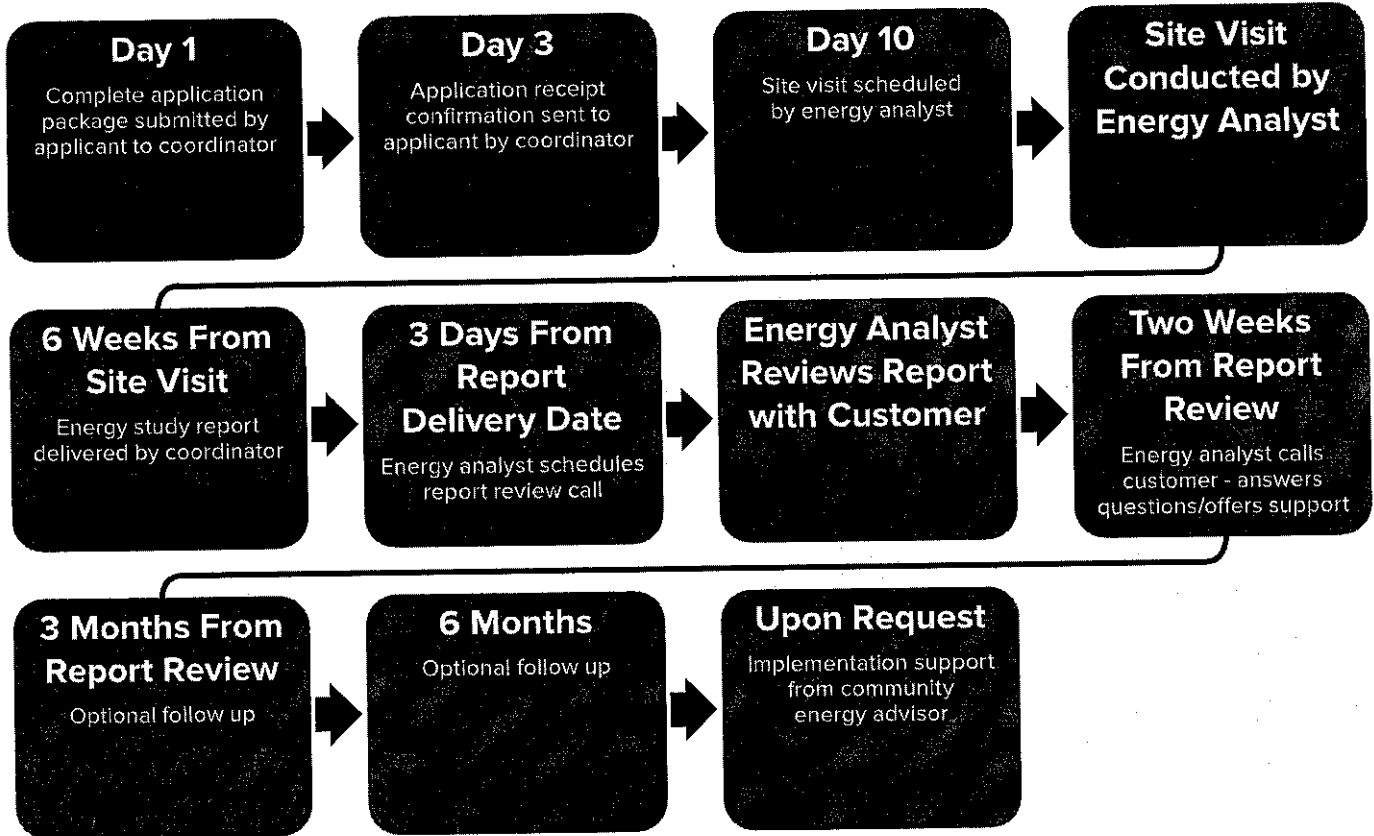 Day 1
Complete application
package submitted by
applicant to coordinator
Day 3
Application receipt
confirmation sent to
applicant by coordinator
Day 10
Site visit scheduled
by energy analyst
Site Visit
Conducted by
Energy Analyst
6 Weeks From
Site Visit
Energy study report
delivered by coordinator
3 Days From
Report
Delivery Date
Energy analyst schedules
report review call
Energy Analyst
Reviews Report
with Customer
Two Weeks
From Report
Review
Energy analyst calls
customer - answers
questions/offers support
3 Months From
Report Review
Optional follow up
6 Months
Optional follow up
Upon Request
Implementation support
from community
energy advisor